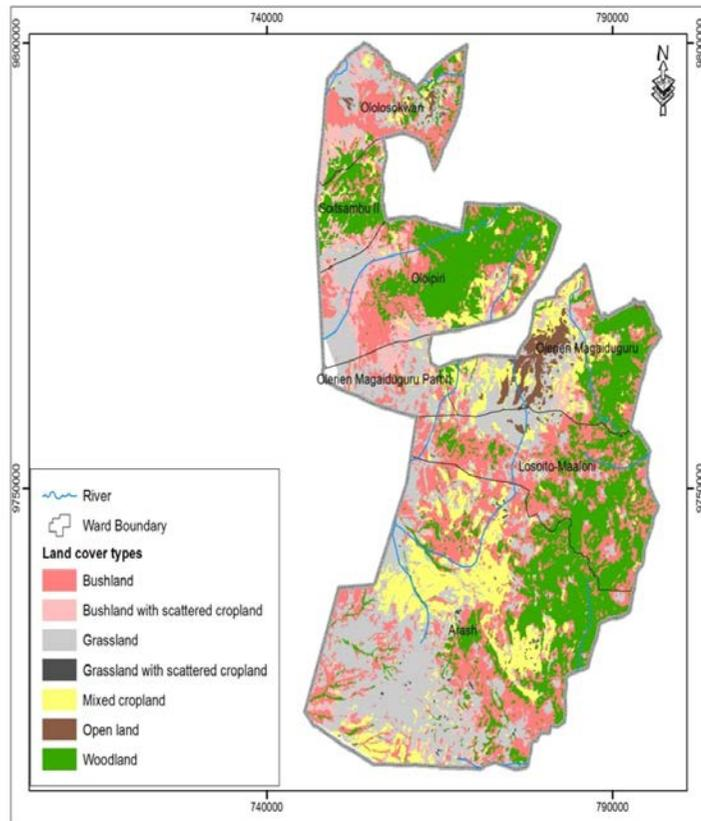 740000
790000
9800000
9800000
N
Ololosokwan
Soitsambu II
Oloipiri
Olerien Magaiduguru
Olerien Magaiduguru
Losoito-Maaloni
9750000
9750000
River
Ward Boundary
Land cover types
Bushland
Bushland with scattered cropland
Grassland
Grassland with scattered cropland
Mixed cropland
Open land
Woodland
Arash
740000
790000